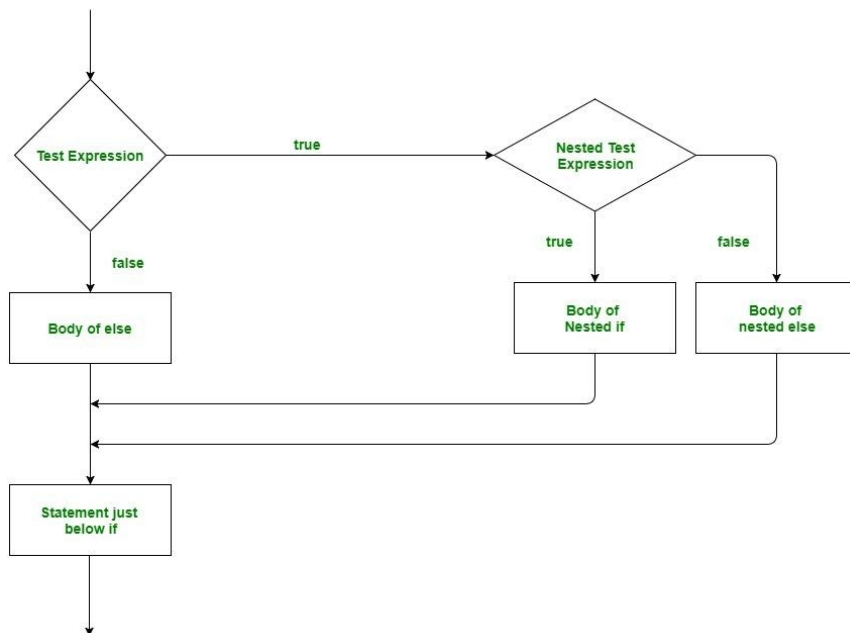 Test Expression
true
Nested Test
Expression
false
true
false
Body of else
Body of
Nested if
Body of
nested else
Statement just
below if